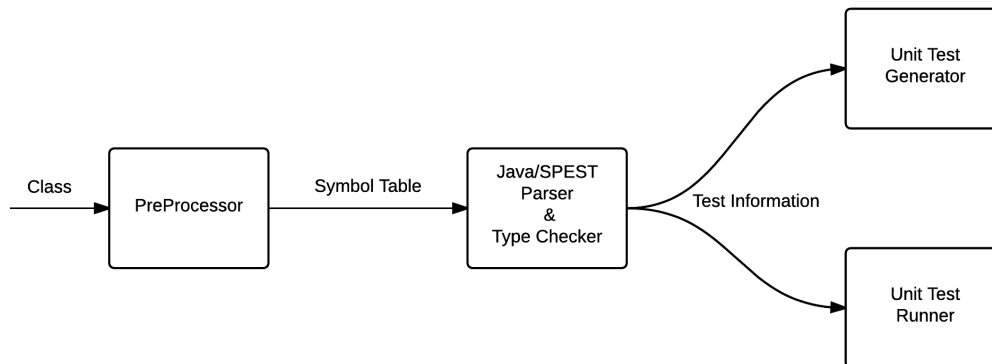 Class
PreProcessor
Symbol Table
Java/SPEST
Parser
&
Type Checker
Test Information
Unit Test
Generator
Unit Test
Runner